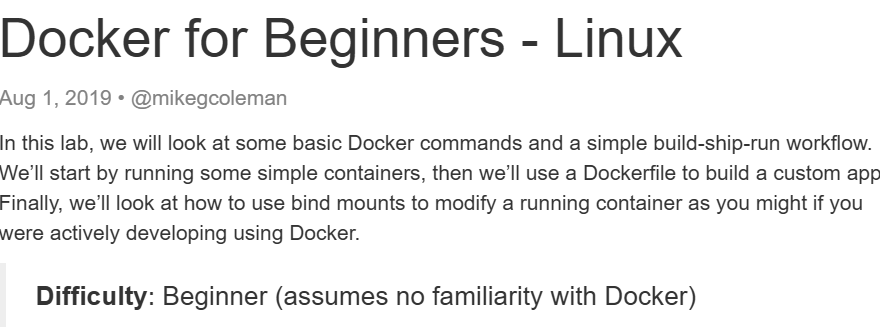 Docker for Beginners - Linux
Aug 1, 2019 • @mikegcoleman
In this lab, we will look at some basic Docker commands and a simple build-ship-run workflow.
We’ll start by running some simple containers, then we’ll use a Dockerfile to build a custom app
Finally, we’ll look at how to use bind mounts to modify a running container as you might if you
were actively developing using Docker.
Difficulty: Beginner (assumes no familiarity with Docker)